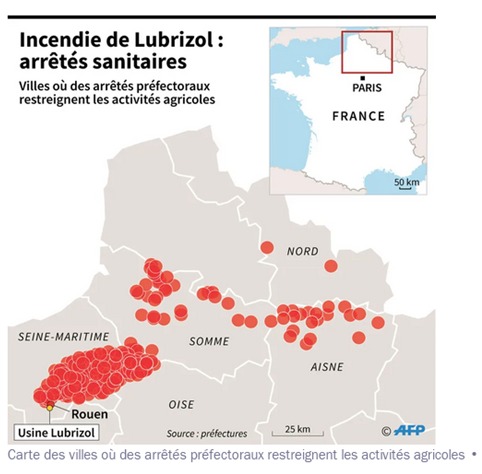 Incendie de Lubrizol :
arrêtés sanitaires
Villes où des arrêtés préfectoraux
restreignent les activités agricoles
PARIS
FRANCE
50 km
NORD
SEINE-MARITIME
SOMME
AISNE
OISE
Rouen
Usine Lubrizol
Source : préfectures
25 km
© AFP
Carte des villes où des arrêtés préfectoraux restreignent les activités agricoles •